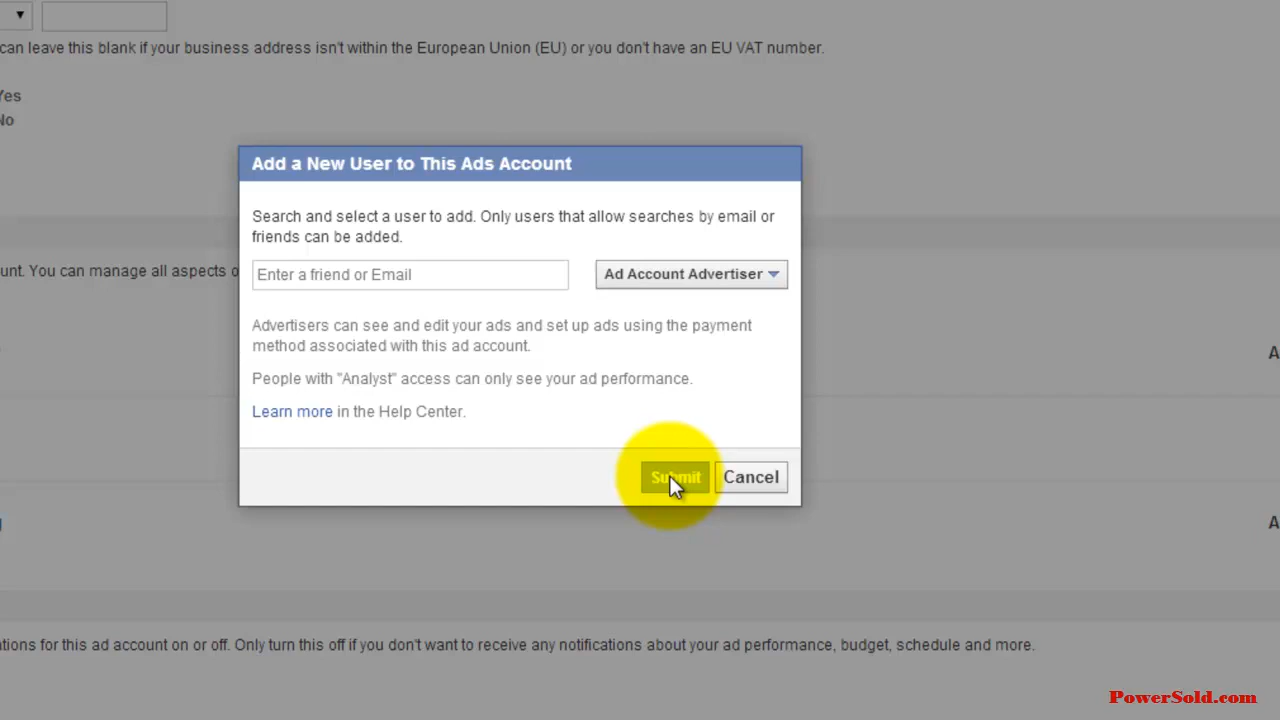 can leave this blank if your business address isn't within the European Union (EU) or you don't have an EU VAT number.
Yes
No
Add a New User to This Ads Account
Search and select a user to add. Only users that allow searches by email or
friends can be added.
Enter a friend or Email
Ad Account Advertiser
unt. You can manage all aspects o
Advertisers can see and edit your ads and set up ads using the payment
method associated with this ad account.
A
People with "Analyst" access can only see your ad performance.
Learn more in the Help Center.
Submit Cancel
A
ations for this ad account on or off. Only turn this off if you don't want to receive any notifications about your ad performance, budget, schedule and more.
PowerSold.com